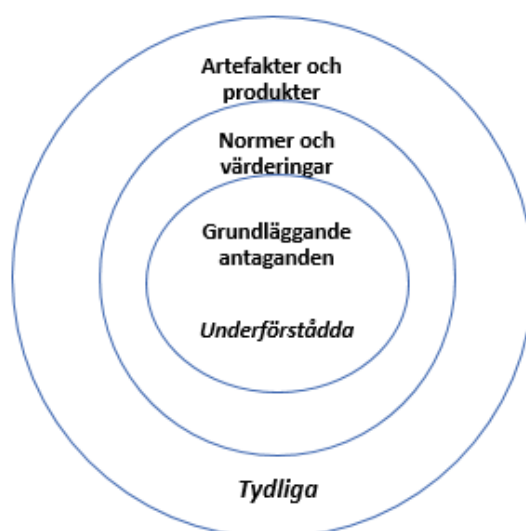 Artefakter och
produkter
Normer och
värderingar
Grundläggande
antaganden
Underförstådda
Tydliga